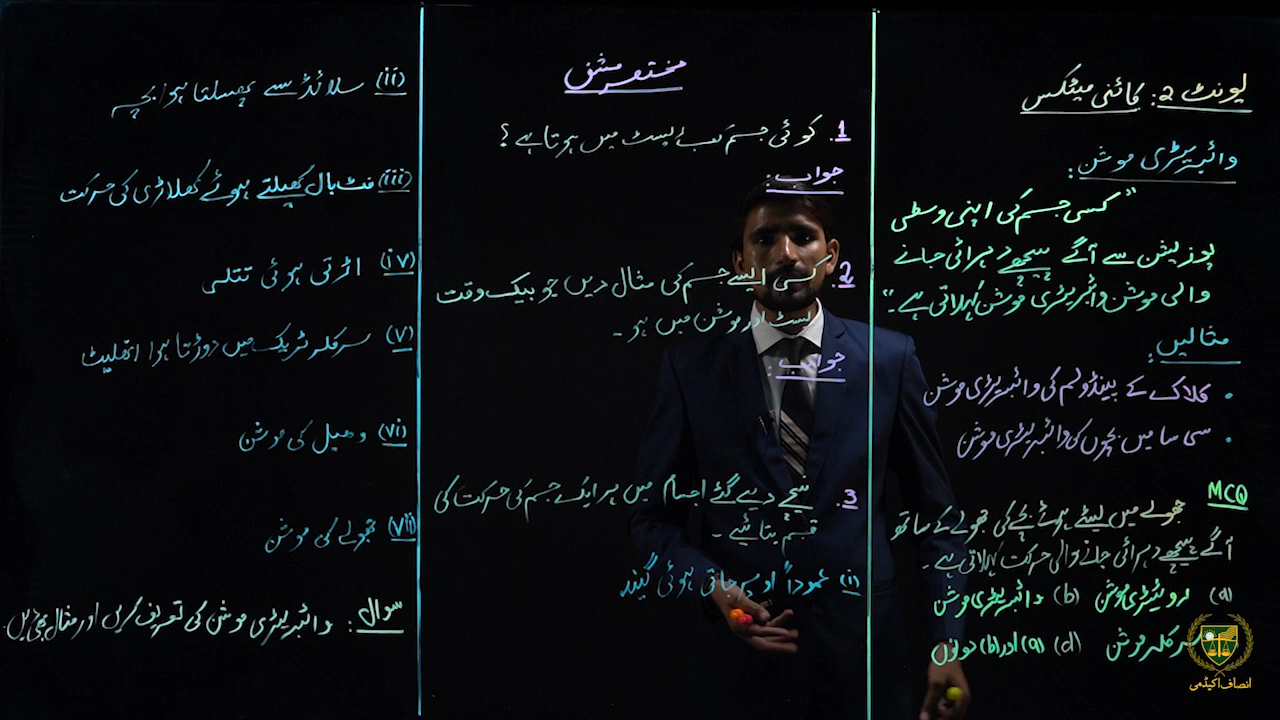 یونٹ 2: کائنی میٹکس
وائبریٹری موشن:
"کسی جسم کی اپنی وسطی
پوزیشن سے آگے پیچھے دہرائی جانے
والی موشن وائبریٹری موشن کہلاتی ہے۔"
مثالیں:
• کلاک کے پینڈولم کی وائبریٹری موشن
• سی سا میں بچوں کی وائبریٹری موشن
MCQ
جھولے میں لیٹے ہوئے بچے کی جھولے کے ساتھ
آگے پیچھے دہرائی جانے والی حرکت کہلاتی ہے۔
(a) روٹیٹری موشن (b) وائبریٹری موشن
سرکلر موشن (d) (a) اور (b) دونوں
مختصر مشق
1. کوئی جسم کب ریسٹ میں ہوتا ہے؟
جواب:
2. کسی ایسے جسم کی مثال دیں جو بیک وقت
ریسٹ اور موشن میں ہو۔
جواب:
3. نیچے دیے گئے اجسام میں ہر ایک جسم کی حرکت کی
قسم بتائیے۔
(i) عموداً اوپر جاتی ہوئی گیند
(ii) سلائڈ سے پھسلتا ہوا بچہ
(iii) فٹ بال کھیلتے ہوئے کھلاڑی کی حرکت
(iv) اڑتی ہوئی تتلی
(v) سرکلر ٹریک میں دوڑتا ہوا اتھلیٹ
(vi) وھیل کی موشن
(vii) جھولے کی موشن
سوال: وائبریٹری موشن کی تعریف کریں اور مثال بھی دیں۔
انصاف اکیڈمی